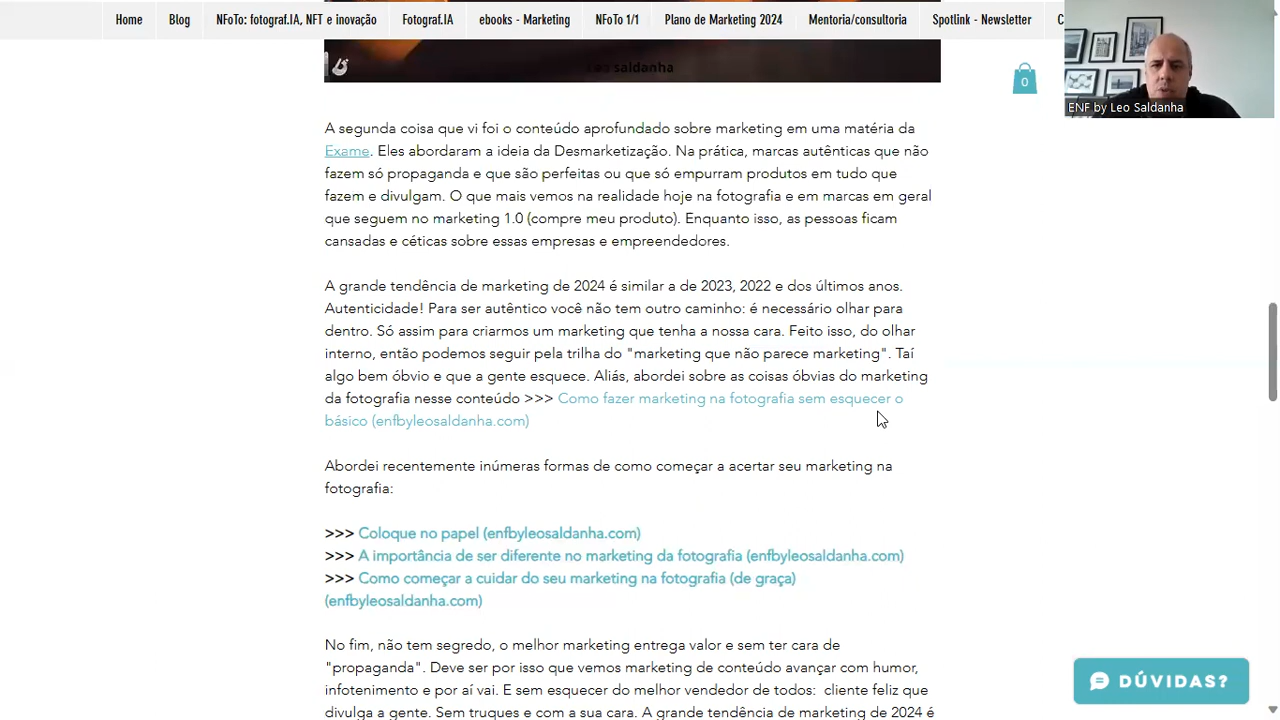 Home Blog NFoTo: fotograf.IA, NFT e inovação Fotograf.IA ebooks - Marketing NFoTo 1/1 Plano de Marketing 2024 Mentoria/consultoria Spotlink - Newsletter C
saldanha
ENF by Leo Saldanha
0
A segunda coisa que vi foi o conteúdo aprofundado sobre marketing em uma matéria da
Exame. Eles abordaram a ideia da Desmarketização. Na prática, marcas autênticas que não
fazem só propaganda e que são perfeitas ou que só empurram produtos em tudo que
fazem e divulgam. O que mais vemos na realidade hoje na fotografia e em marcas em geral
que seguem no marketing 1.0 (compre meu produto). Enquanto isso, as pessoas ficam
cansadas e céticas sobre essas empresas e empreendedores.
A grande tendência de marketing de 2024 é similar a de 2023, 2022 e dos últimos anos.
Autenticidade! Para ser autêntico você não tem outro caminho: é necessário olhar para
dentro. Só assim para criarmos um marketing que tenha a nossa cara. Feito isso, do olhar
interno, então podemos seguir pela trilha do "marketing que não parece marketing". Taí
algo bem óbvio e que a gente esquece. Aliás, abordei sobre as coisas óbvias do marketing
da fotografia nesse conteúdo >>> Como fazer marketing na fotografia sem esquecer o
básico (enfbyleosaldanha.com)
Abordei recentemente inúmeras formas de como começar a acertar seu marketing na
fotografia:
>>> Coloque no papel (enfbyleosaldanha.com)
>>> A importância de ser diferente no marketing da fotografia (enfbyleosaldanha.com)
>>> Como começar a cuidar do seu marketing na fotografia (de graça)
(enfbyleosaldanha.com)
No fim, não tem segredo, o melhor marketing entrega valor e sem ter cara de
"propaganda". Deve ser por isso que vemos marketing de conteúdo avançar com humor,
infotenimento e por aí vai. E sem esquecer do melhor vendedor de todos: cliente feliz que
divulga a gente. Sem truques e com a sua cara. A grande tendência de marketing de 2024 é
DÚVIDAS?